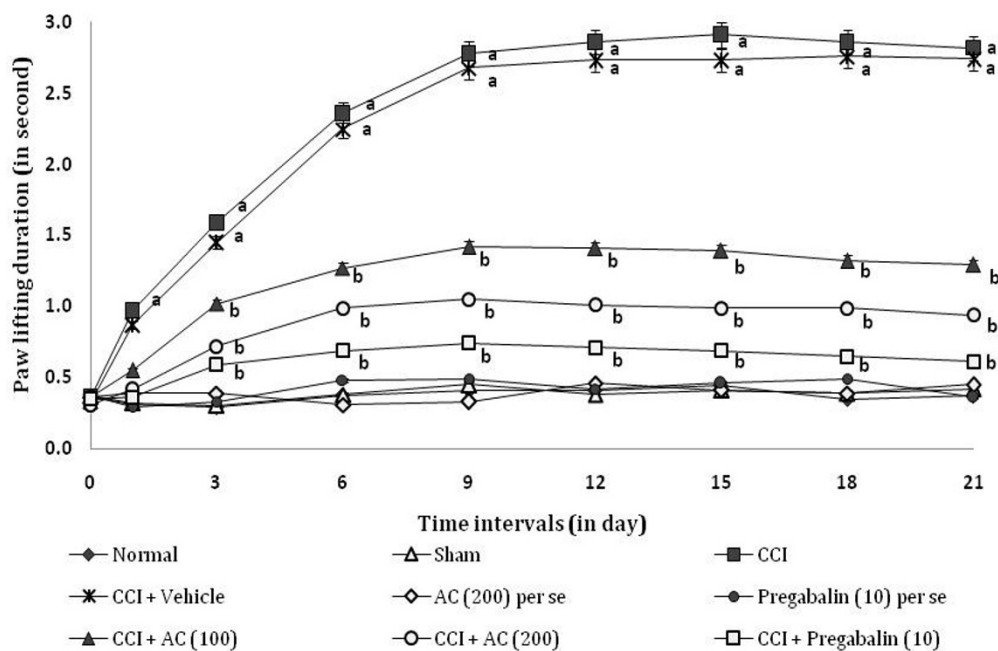 Paw lifting duration (in second)
3.0
2.5
2.0
1.5
1.0
0.5
0.0
a a a a a
a a a a a
a
a
a
a
a
b b b b b b b
b b b b b b b
b b b b b b b
0 3 6 9 12 15 18 21
Time intervals (in day)
Normal Sham CCI
CCI + Vehicle AC (200) per se Pregabalin (10) per se
CCI + AC (100) CCI + AC (200) CCI + Pregabalin (10)